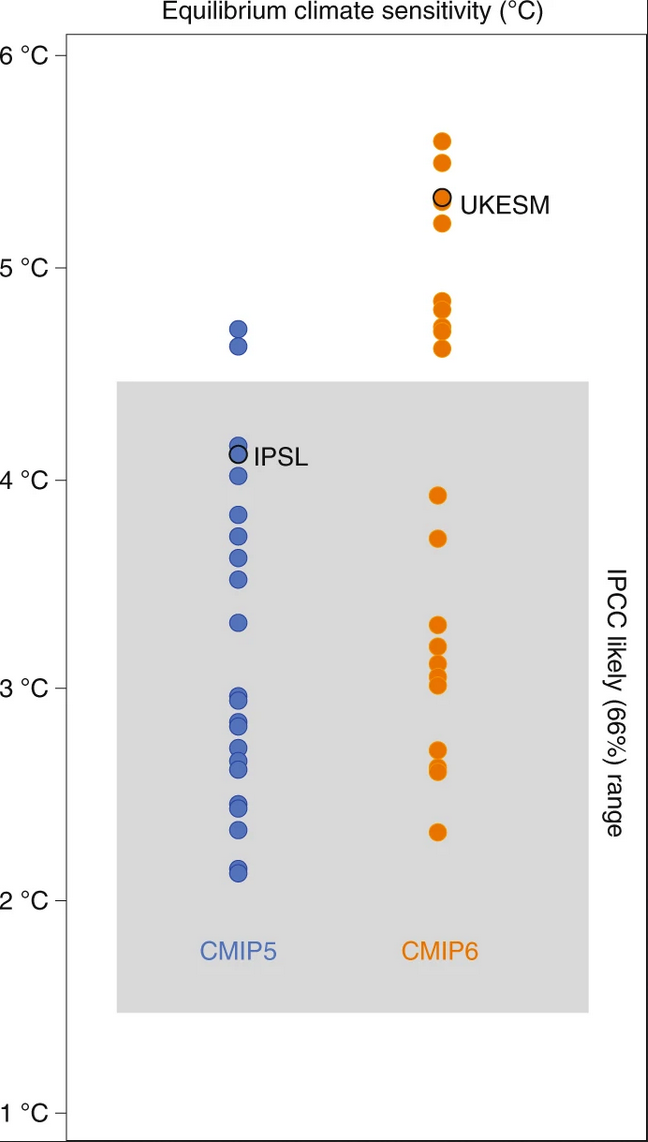 Equilibrium climate sensitivity (°C)
6 °C
UKESM
5 °C
IPSL
4 °C
3 °C
IPCC likely (66%) range
2 °C
CMIP5
CMIP6
1 °C